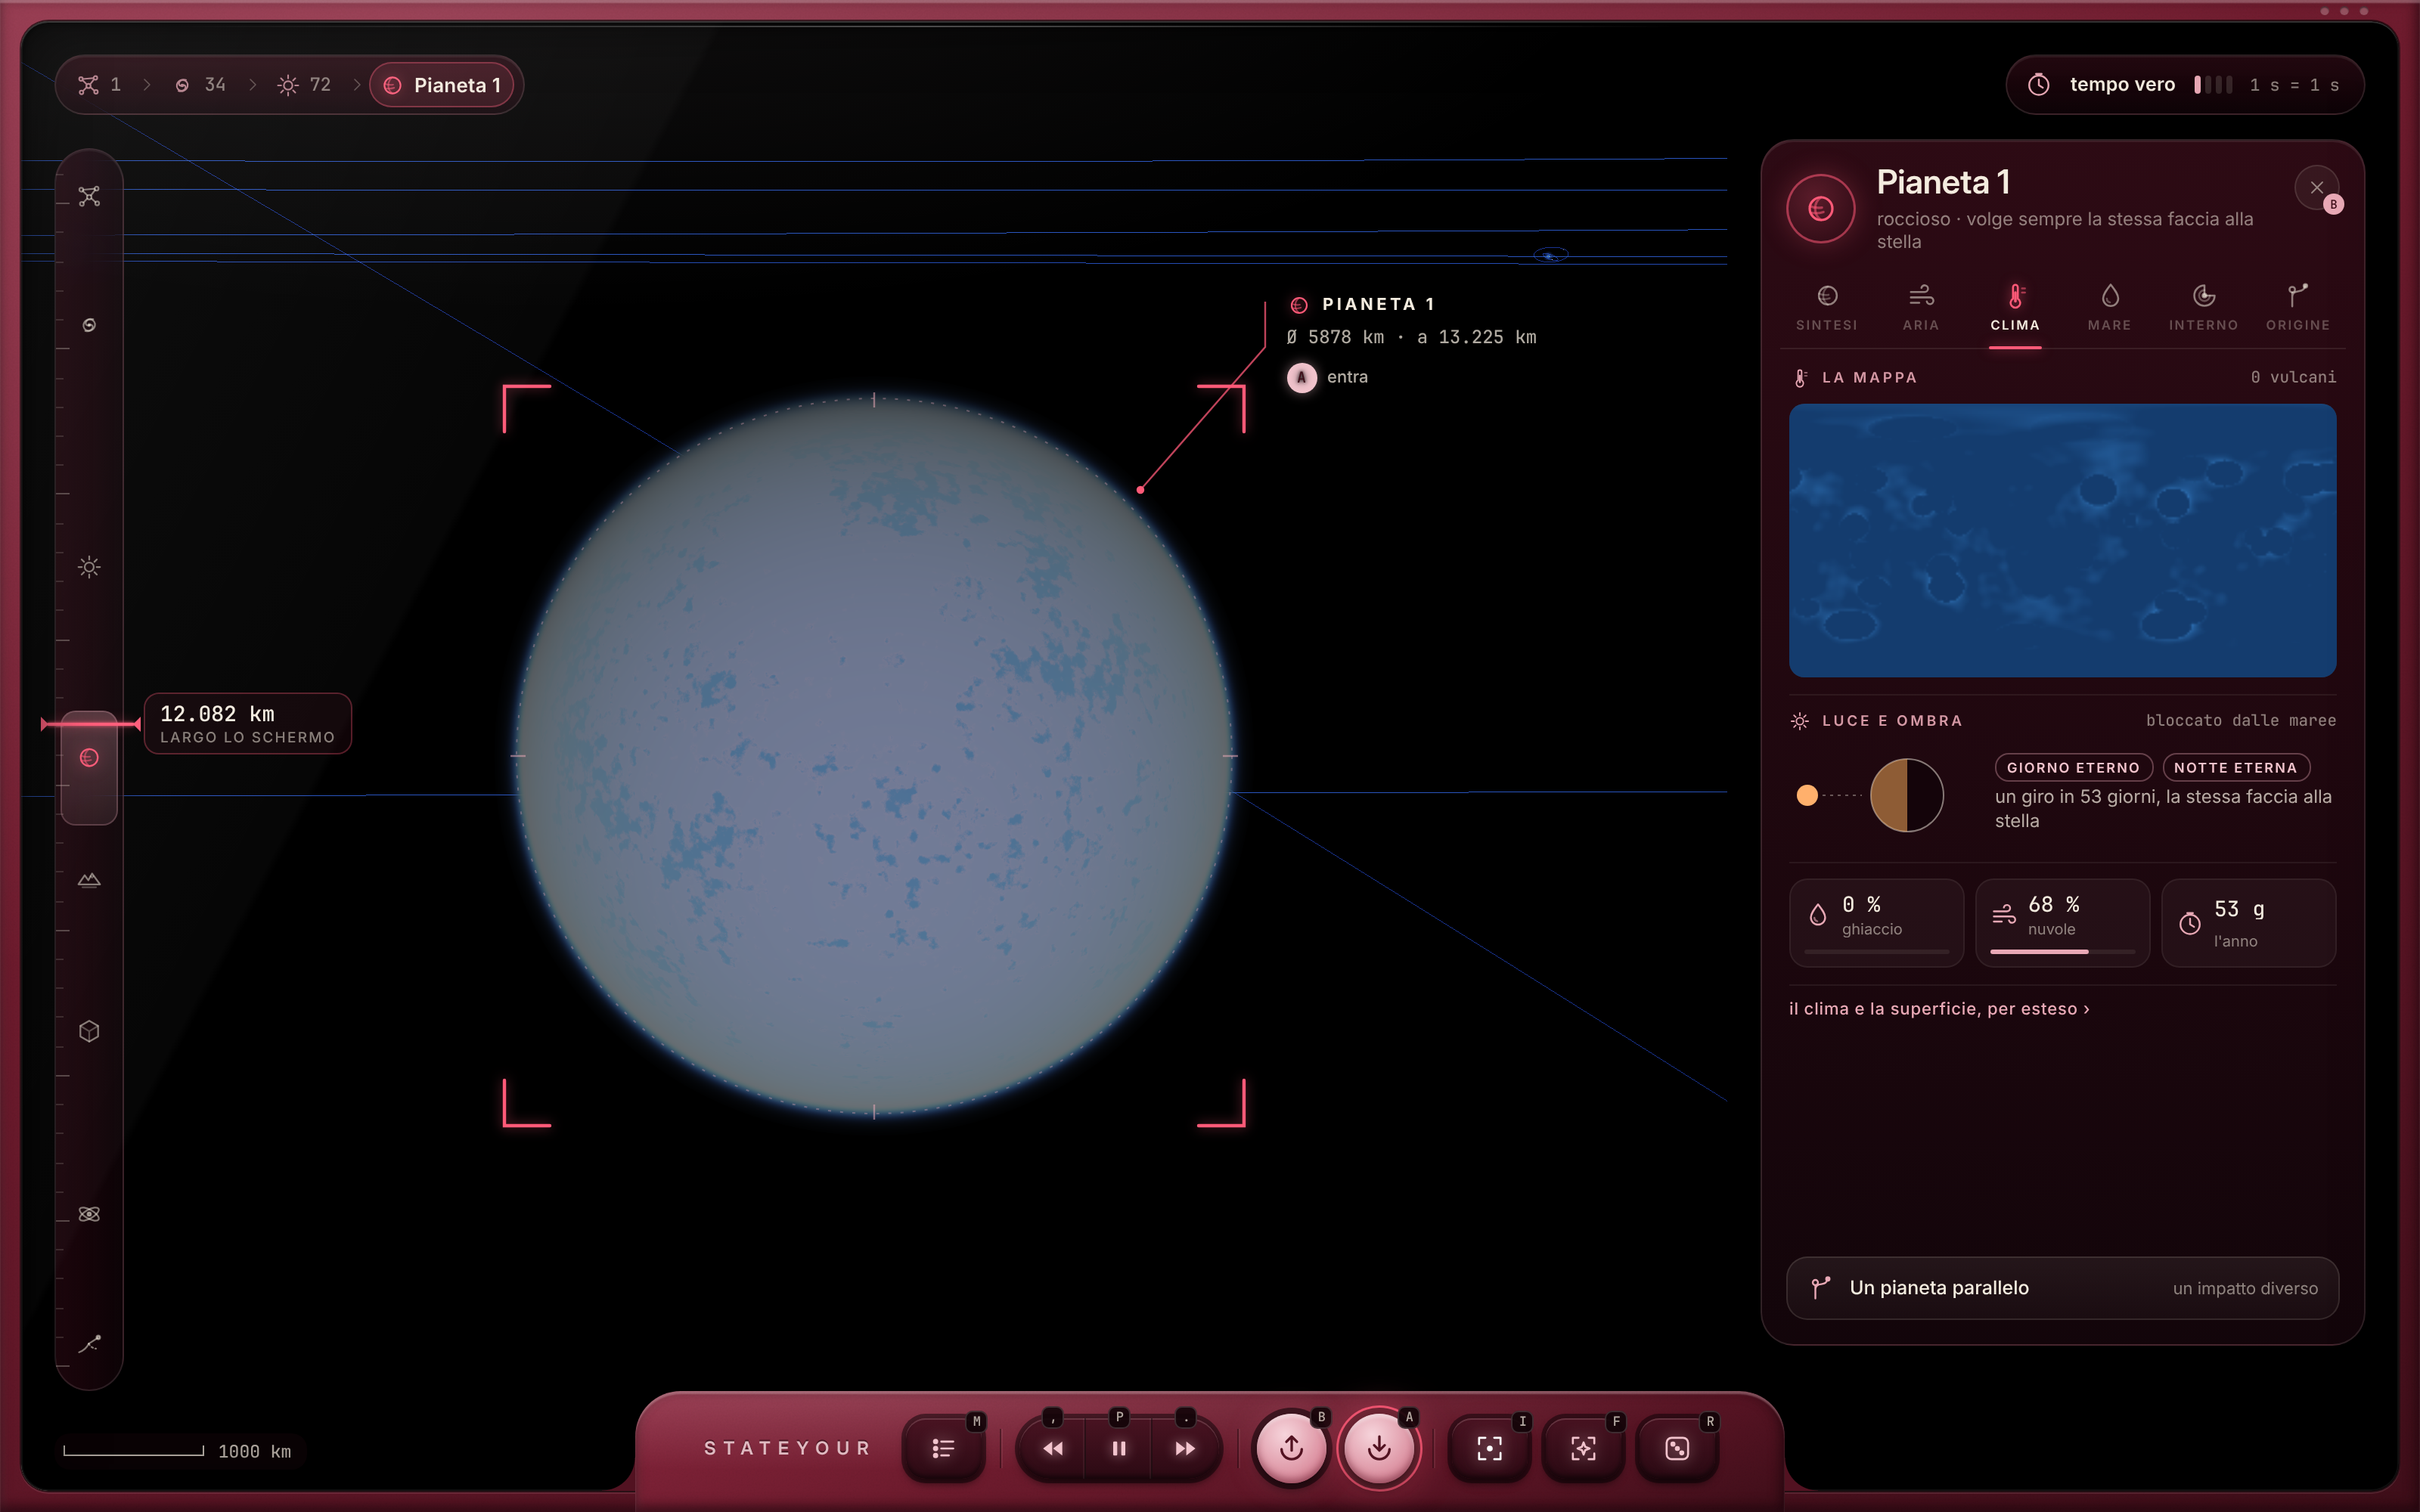 1 34 72 Pianeta 1
tempo vero 1 s = 1 s
Pianeta 1
B
roccioso · volge sempre la stessa faccia alla
stella
SINTESI ARIA CLIMA MARE INTERNO ORIGINE
PIANETA 1
Ø 5878 km · a 13.225 km
A entra
LA MAPPA 0 vulcani
12.082 km
LARGO LO SCHERMO
LUCE E OMBRA bloccato dalle maree
GIORNO ETERNO NOTTE ETERNA
un giro in 53 giorni, la stessa faccia alla
stella
0 % 68 % 53 g
ghiaccio nuvole l'anno
il clima e la superficie, per esteso ›
Un pianeta parallelo un impatto diverso
1000 km
STATEYOUR
M , P . B A I F R